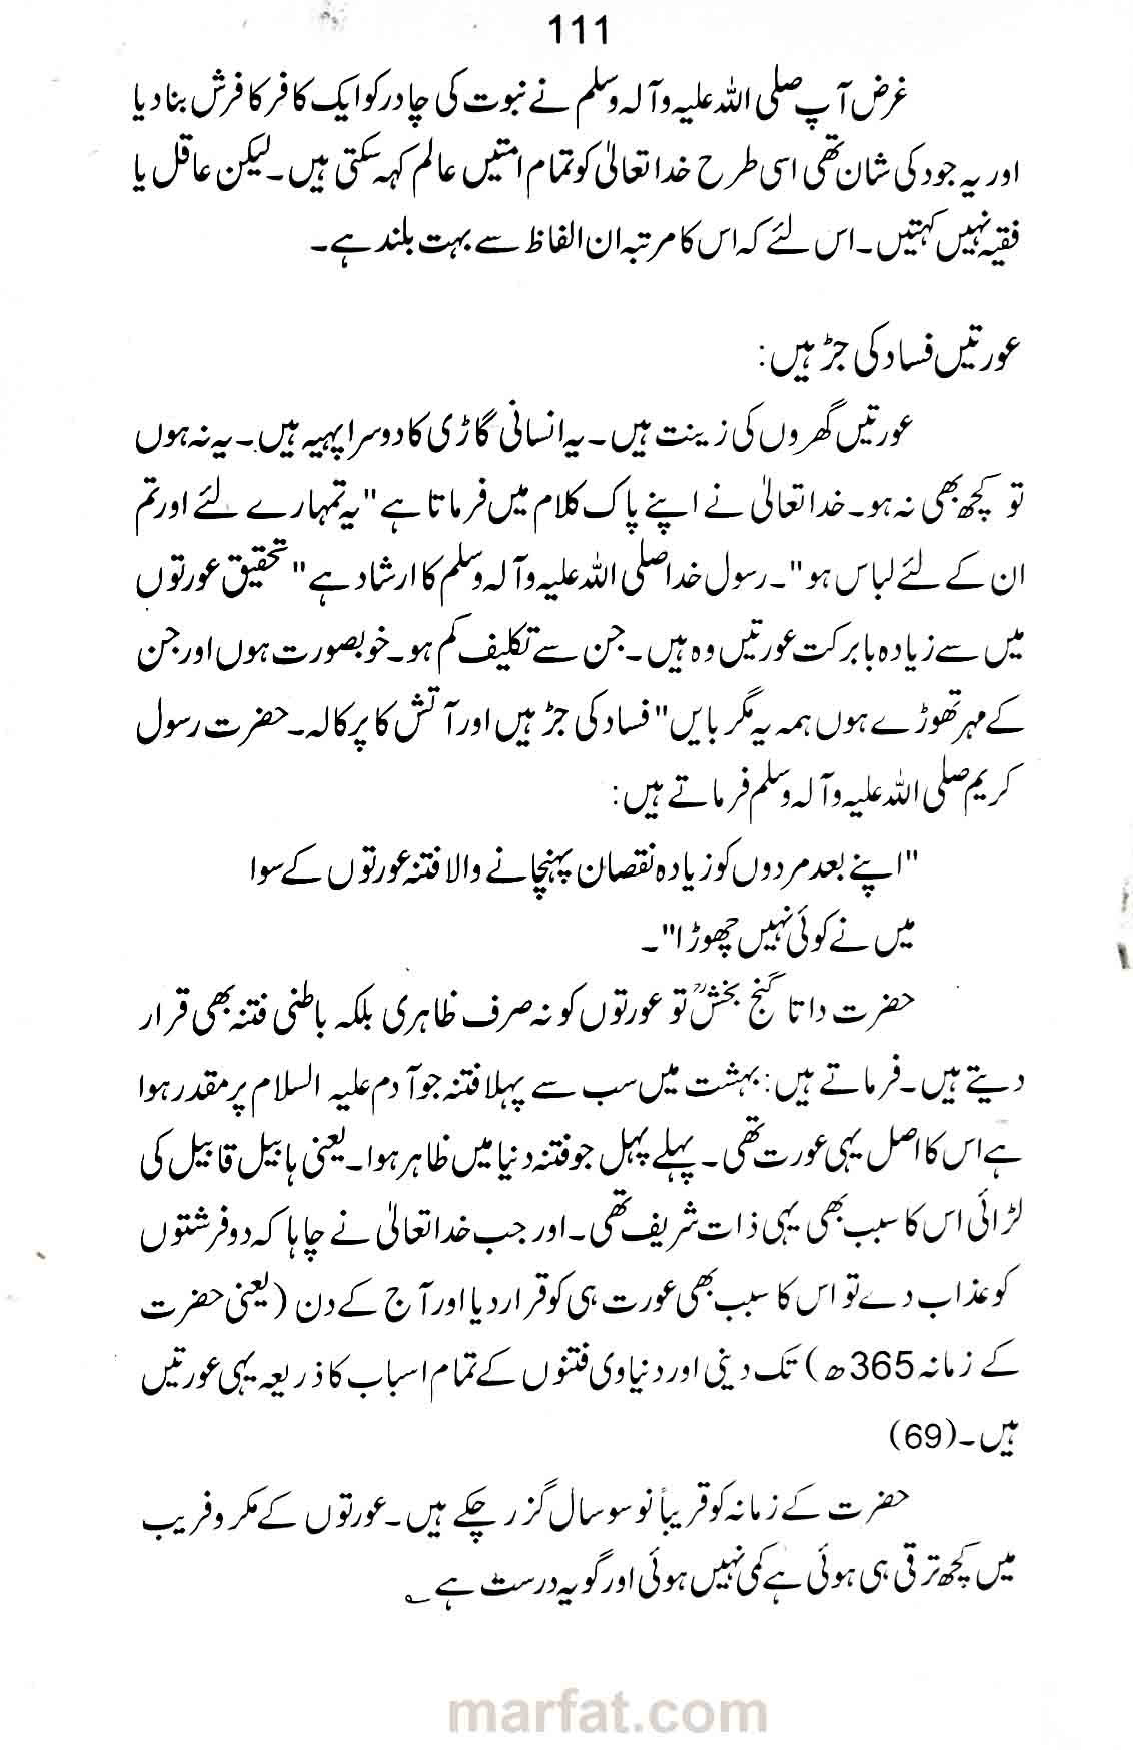 111
غرض آپ صلی اللہ علیہ وآلہ وسلم نے نبوت کی چادر کو ایک کافر کا فرش بنا دیا
اور یہ جود کی شان تھی اسی طرح خدا تعالیٰ کو تمام امتیں عالم کہہ سکتی ہیں۔ لیکن عاقل یا
فقیہ نہیں کہتیں۔ اس لئے کہ اس کا مرتبہ ان الفاظ سے بہت بلند ہے۔
عورتیں فساد کی جڑ ہیں:
عورتیں گھروں کی زینت ہیں۔ یہ انسانی گاڑی کا دوسرا پہیہ ہیں۔ یہ نہ ہوں
تو کچھ بھی نہ ہو۔ خدا تعالیٰ نے اپنے پاک کلام میں فرماتا ہے "یہ تمہارے لئے اور تم
ان کے لئے لباس ہو"۔ رسول خدا صلی اللہ علیہ وآلہ وسلم کا ارشاد ہے "تحقیق عورتوں
میں سے زیادہ بابرکت عورتیں وہ ہیں۔ جن سے تکلیف کم ہو۔ خوبصورت ہوں اور جن
کے مہر تھوڑے ہوں ہمہ یہ مگر بایں" فساد کی جڑ ہیں اور آتش کا پرکالہ۔ حضرت رسول
کریم صلی اللہ علیہ وآلہ وسلم فرماتے ہیں:
"اپنے بعد مردوں کو زیادہ نقصان پہنچانے والا فتنہ عورتوں کے سوا
میں نے کوئی نہیں چھوڑا"۔
حضرت داتا گنج بخشؒ تو عورتوں کو نہ صرف ظاہری بلکہ باطنی فتنہ بھی قرار
دیتے ہیں۔ فرماتے ہیں: بہشت میں سب سے پہلا فتنہ جو آدم علیہ السلام پر مقدر ہوا
ہے اس کا اصل یہی عورت تھی۔ پہلے پہل جو فتنہ دنیا میں ظاہر ہوا۔ یعنی ہابیل قابیل کی
لڑائی اس کا سبب بھی یہی ذات شریف تھی۔ اور جب خدا تعالیٰ نے چاہا کہ دو فرشتوں
کو عذاب دے تو اس کا سبب بھی عورت ہی کو قرار دیا اور آج کے دن (یعنی حضرت
کے زمانہ 365ھ) تک دینی اور دنیاوی فتنوں کے تمام اسباب کا ذریعہ یہی عورتیں
ہیں۔(69)
حضرت کے زمانہ کو قریباً نو سو سال گزر چکے ہیں۔ عورتوں کے مکر و فریب
میں کچھ ترقی ہی ہوئی ہے کمی نہیں ہوئی اور گو یہ درست ہے ؎
marfat.com